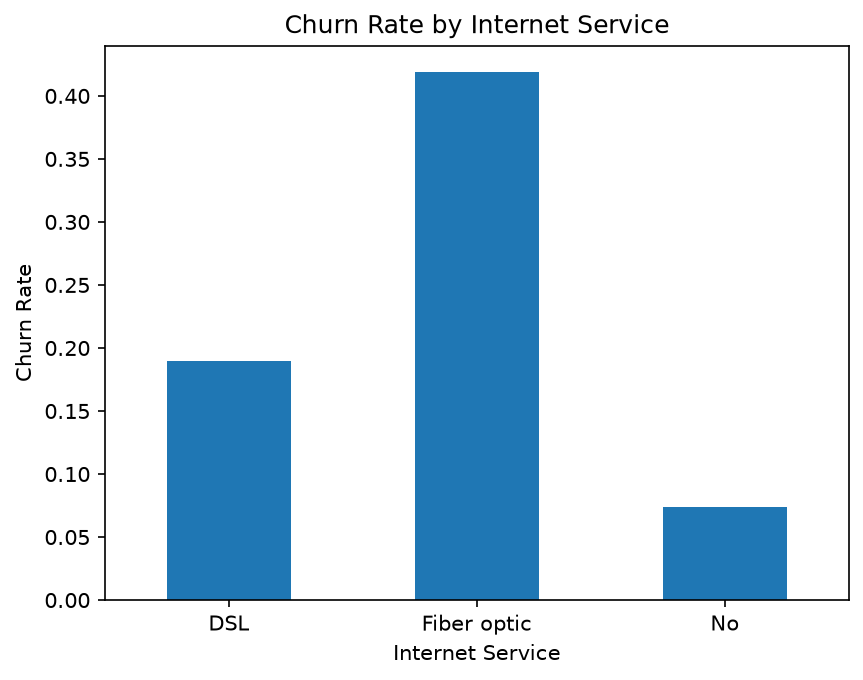 Churn Rate by Internet Service
Churn Rate
0.40
0.35
0.30
0.25
0.20
0.15
0.10
0.05
0.00
DSL
Fiber optic
No
Internet Service